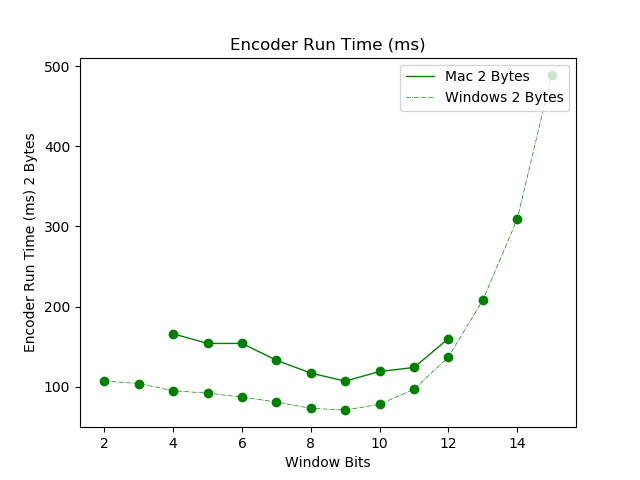 Encoder Run Time (ms)
Mac 2 Bytes
Windows 2 Bytes
500
400
300
200
100
Encoder Run Time (ms) 2 Bytes
2 4 6 8 10 12 14
Window Bits